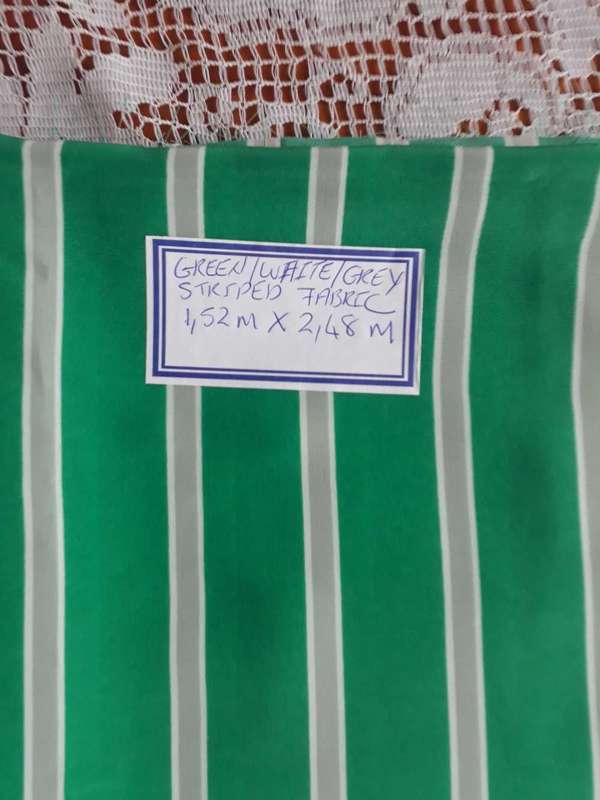 GREEN/WHITE/GREY
STRIPED FABRIC
1,52 M X 2,48 M